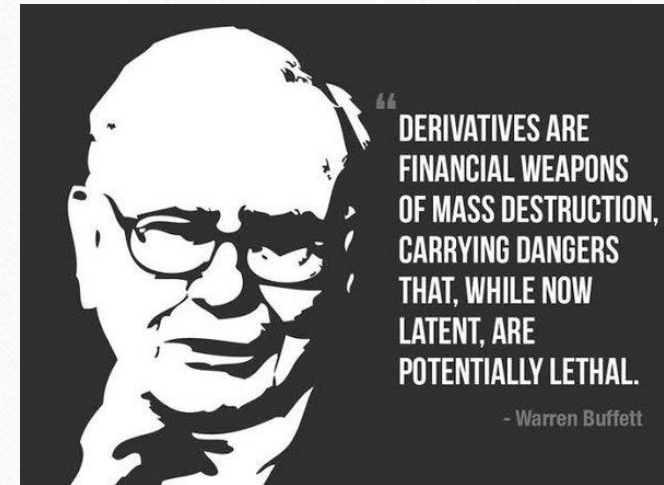 “
DERIVATIVES ARE
FINANCIAL WEAPONS
OF MASS DESTRUCTION,
CARRYING DANGERS
THAT, WHILE NOW
LATENT, ARE
POTENTIALLY LETHAL.
- Warren Buffett